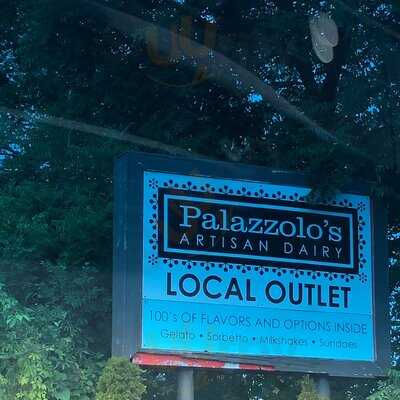 Palazzolo's
ARTISAN DAIRY
LOCAL OUTLET
100's OF FLAVORS AND OPTIONS INSIDE
Gelato • Sorbetto • Milkshakes • Sundaes